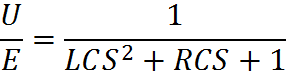 U/E = 1/(LCS² + RCS + 1)